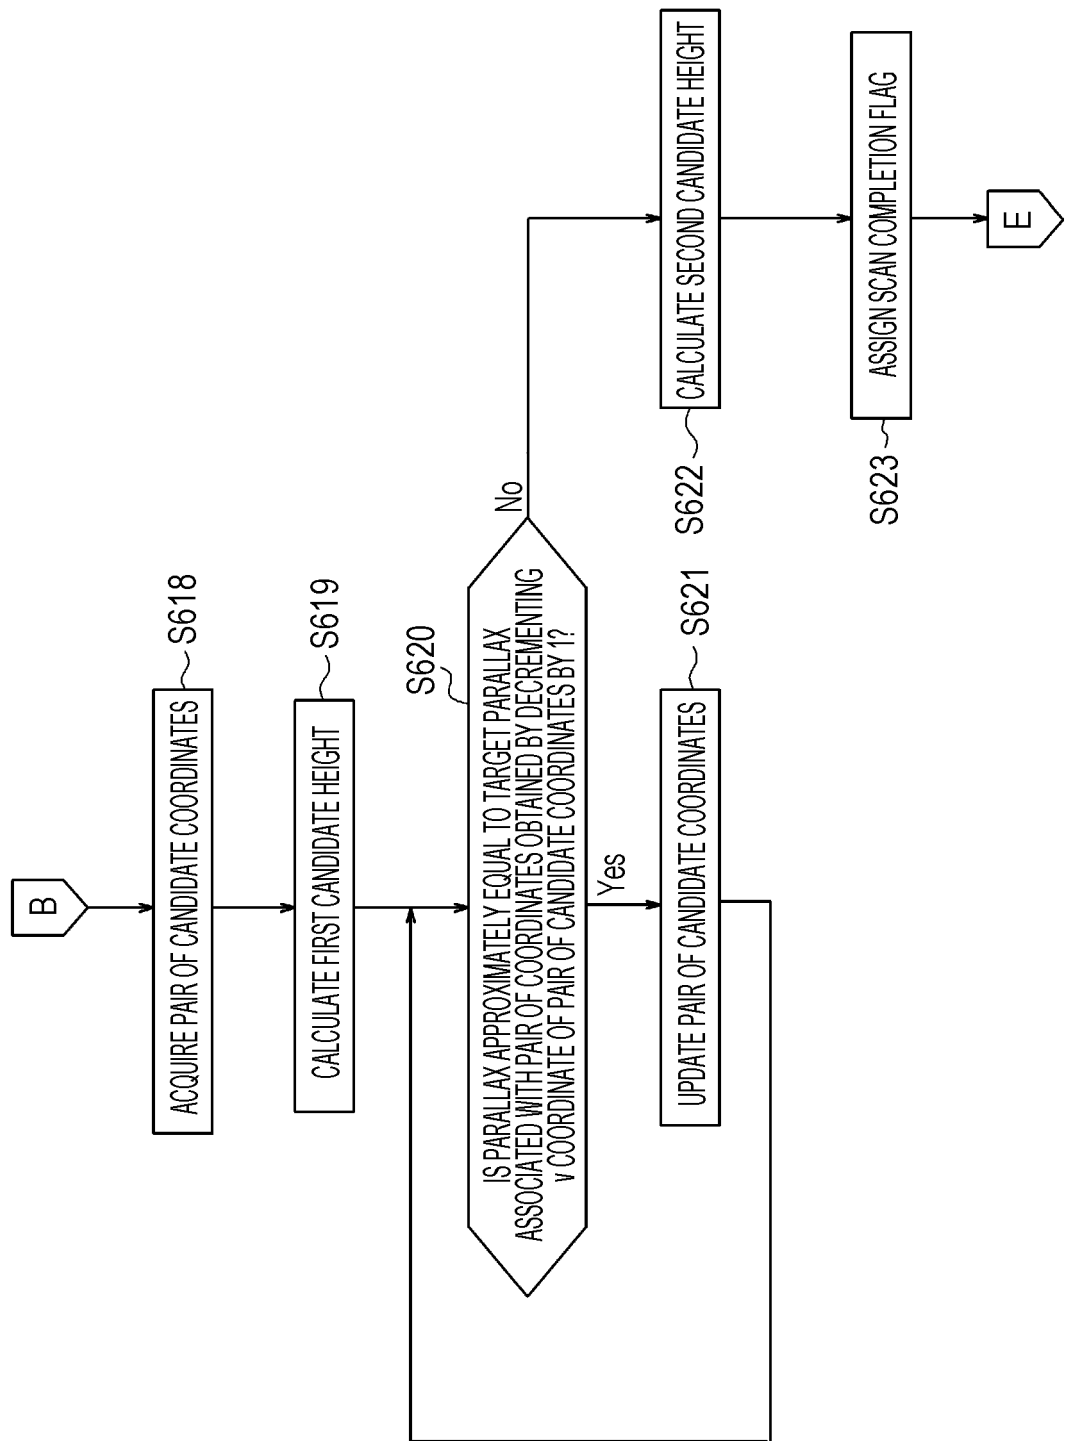 B
ACQUIRE PAIR OF CANDIDATE COORDINATES
S618
CALCULATE FIRST CANDIDATE HEIGHT
S619
S620
IS PARALLAX APPROXIMATELY EQUAL TO TARGET PARALLAX
ASSOCIATED WITH PAIR OF COORDINATES OBTAINED BY DECREMENTING
v COORDINATE OF PAIR OF CANDIDATE COORDINATES BY 1?
No
Yes
UPDATE PAIR OF CANDIDATE COORDINATES
S621
S622
CALCULATE SECOND CANDIDATE HEIGHT
S623
ASSIGN SCAN COMPLETION FLAG
E